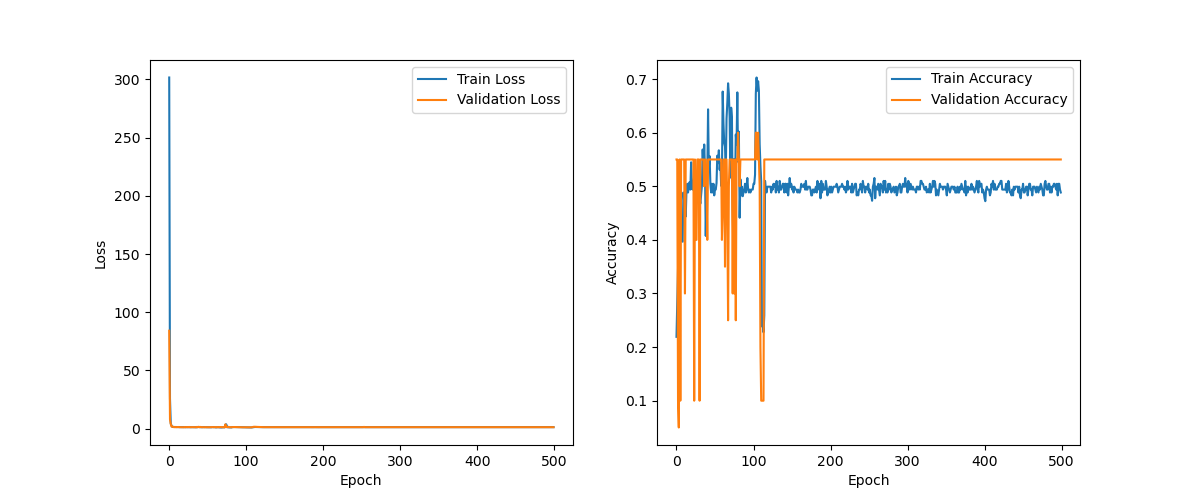 Train Loss
Validation Loss
300
250
200
150
100
50
0
Loss
0 100 200 300 400 500
Epoch
Train Accuracy
Validation Accuracy
0.7
0.6
0.5
0.4
0.3
0.2
0.1
Accuracy
0 100 200 300 400 500
Epoch